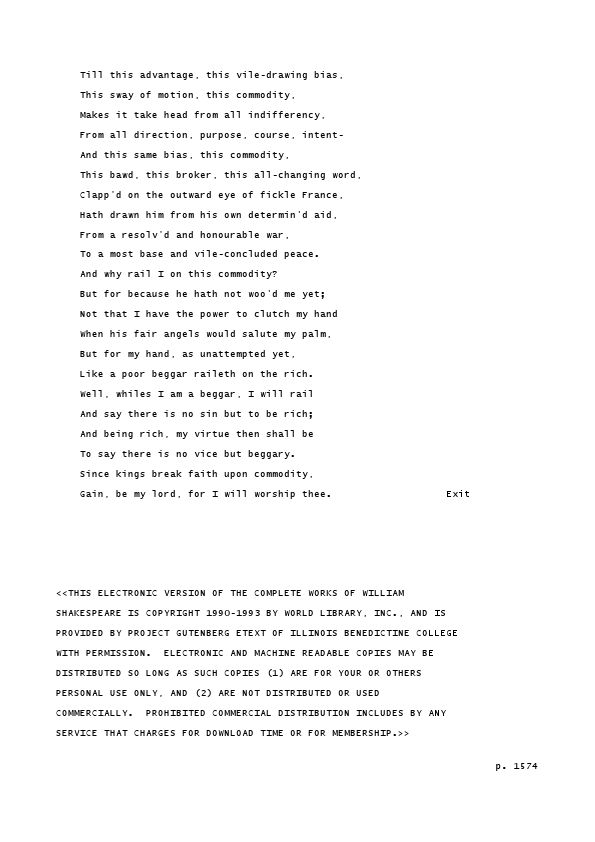 Till this advantage, this vile-drawing bias,
This sway of motion, this commodity,
Makes it take head from all indifferency,
From all direction, purpose, course, intent-
And this same bias, this commodity,
This bawd, this broker, this all-changing word,
Clapp'd on the outward eye of fickle France,
Hath drawn him from his own determin'd aid,
From a resolv'd and honourable war,
To a most base and vile-concluded peace.
And why rail I on this commodity?
But for because he hath not woo'd me yet;
Not that I have the power to clutch my hand
When his fair angels would salute my palm,
But for my hand, as unattempted yet,
Like a poor beggar raileth on the rich.
Well, whiles I am a beggar, I will rail
And say there is no sin but to be rich;
And being rich, my virtue then shall be
To say there is no vice but beggary.
Since kings break faith upon commodity,
Gain, be my lord, for I will worship thee. Exit
<<THIS ELECTRONIC VERSION OF THE COMPLETE WORKS OF WILLIAM
SHAKESPEARE IS COPYRIGHT 1990-1993 BY WORLD LIBRARY, INC., AND IS
PROVIDED BY PROJECT GUTENBERG ETEXT OF ILLINOIS BENEDICTINE COLLEGE
WITH PERMISSION.  ELECTRONIC AND MACHINE READABLE COPIES MAY BE
DISTRIBUTED SO LONG AS SUCH COPIES (1) ARE FOR YOUR OR OTHERS
PERSONAL USE ONLY, AND (2) ARE NOT DISTRIBUTED OR USED
COMMERCIALLY.  PROHIBITED COMMERCIAL DISTRIBUTION INCLUDES BY ANY
SERVICE THAT CHARGES FOR DOWNLOAD TIME OR FOR MEMBERSHIP.>>
p. 1574